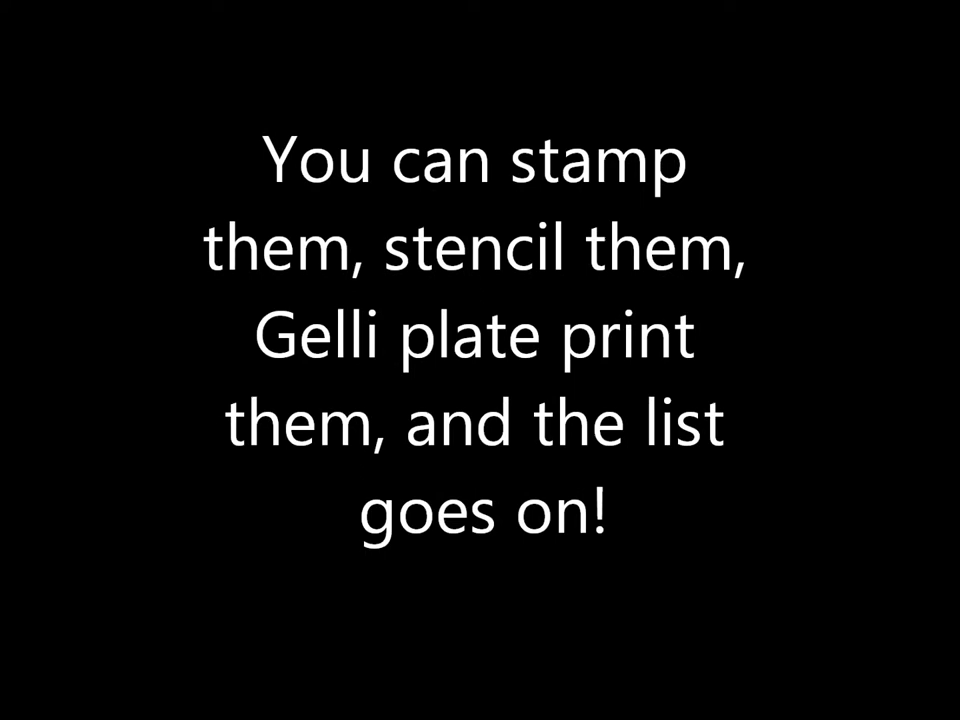 You can stamp
them, stencil them,
Gelli plate print
them, and the list
goes on!